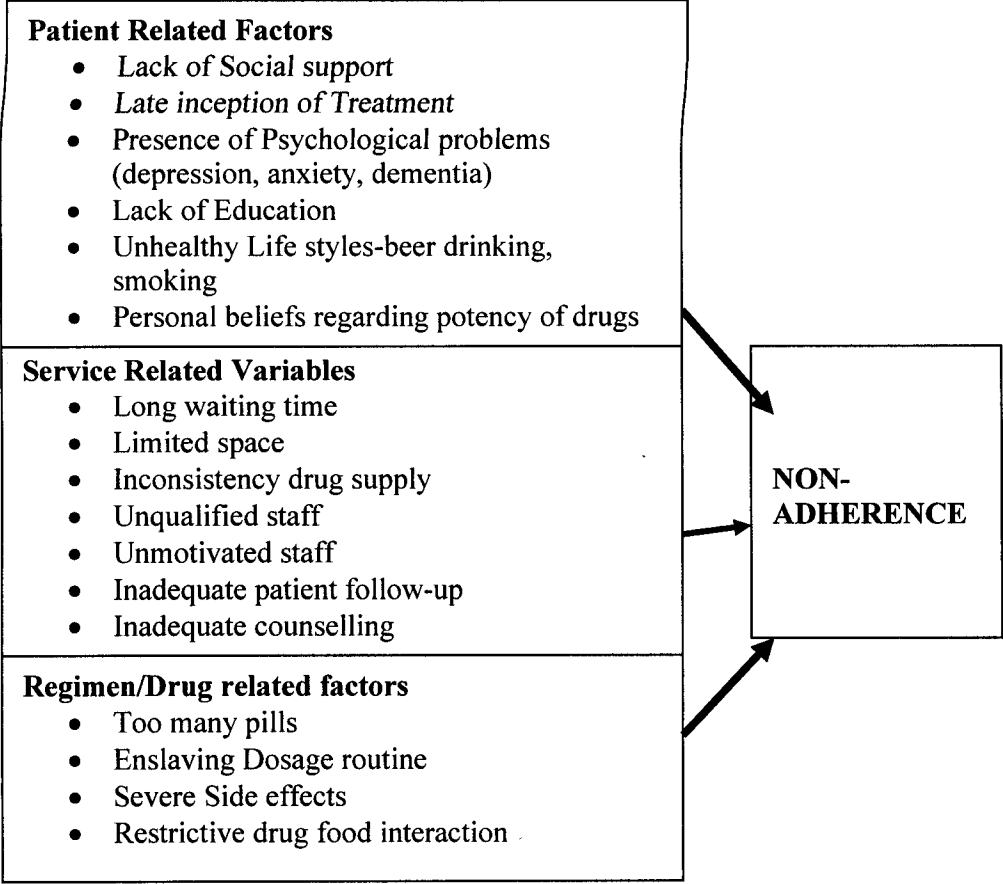 Patient Related Factors
• Lack of Social support
• Late inception of Treatment
• Presence of Psychological problems
(depression, anxiety, dementia)
• Lack of Education
• Unhealthy Life styles-beer drinking,
smoking
• Personal beliefs regarding potency of drugs
Service Related Variables
• Long waiting time
• Limited space
• Inconsistency drug supply
• Unqualified staff
• Unmotivated staff
• Inadequate patient follow-up
• Inadequate counselling
Regimen/Drug related factors
• Too many pills
• Enslaving Dosage routine
• Severe Side effects
• Restrictive drug food interaction
NON-
ADHERENCE